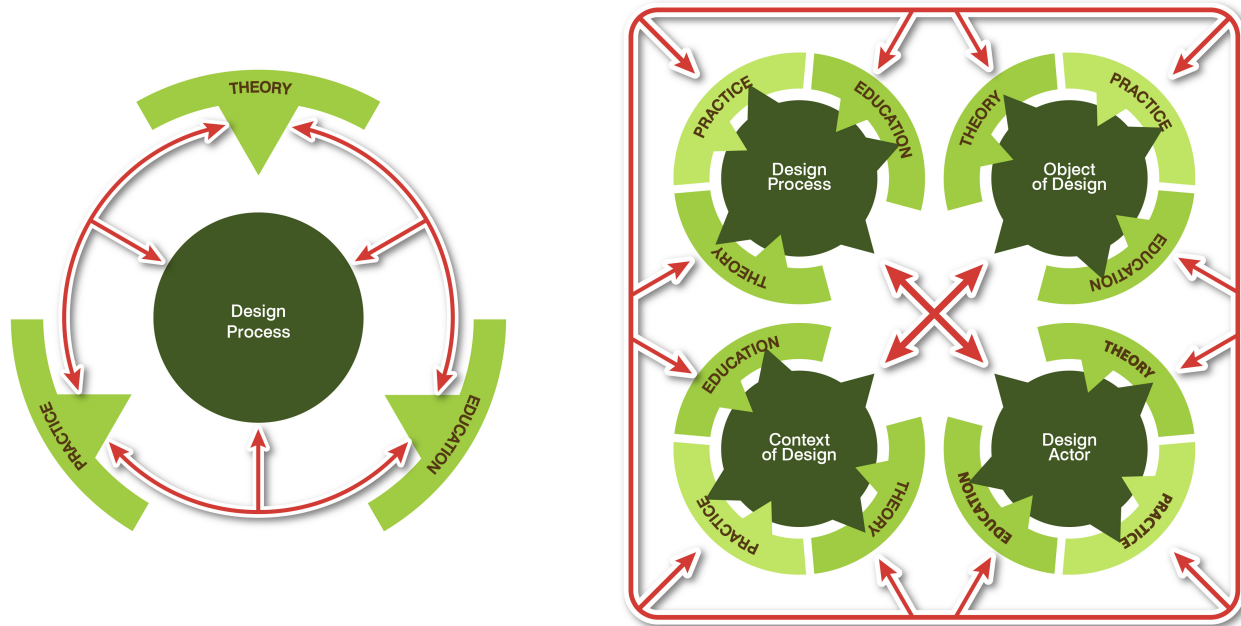 THEORY
Design
Process
PRACTICE
EDUCATION
PRACTICE
EDUCATION
THEORY
Design
Process
THEORY
PRACTICE
EDUCATION
Object
of Design
EDUCATION
PRACTICE
THEORY
Context
of Design
THEORY
PRACTICE
EDUCATION
Design
Actor